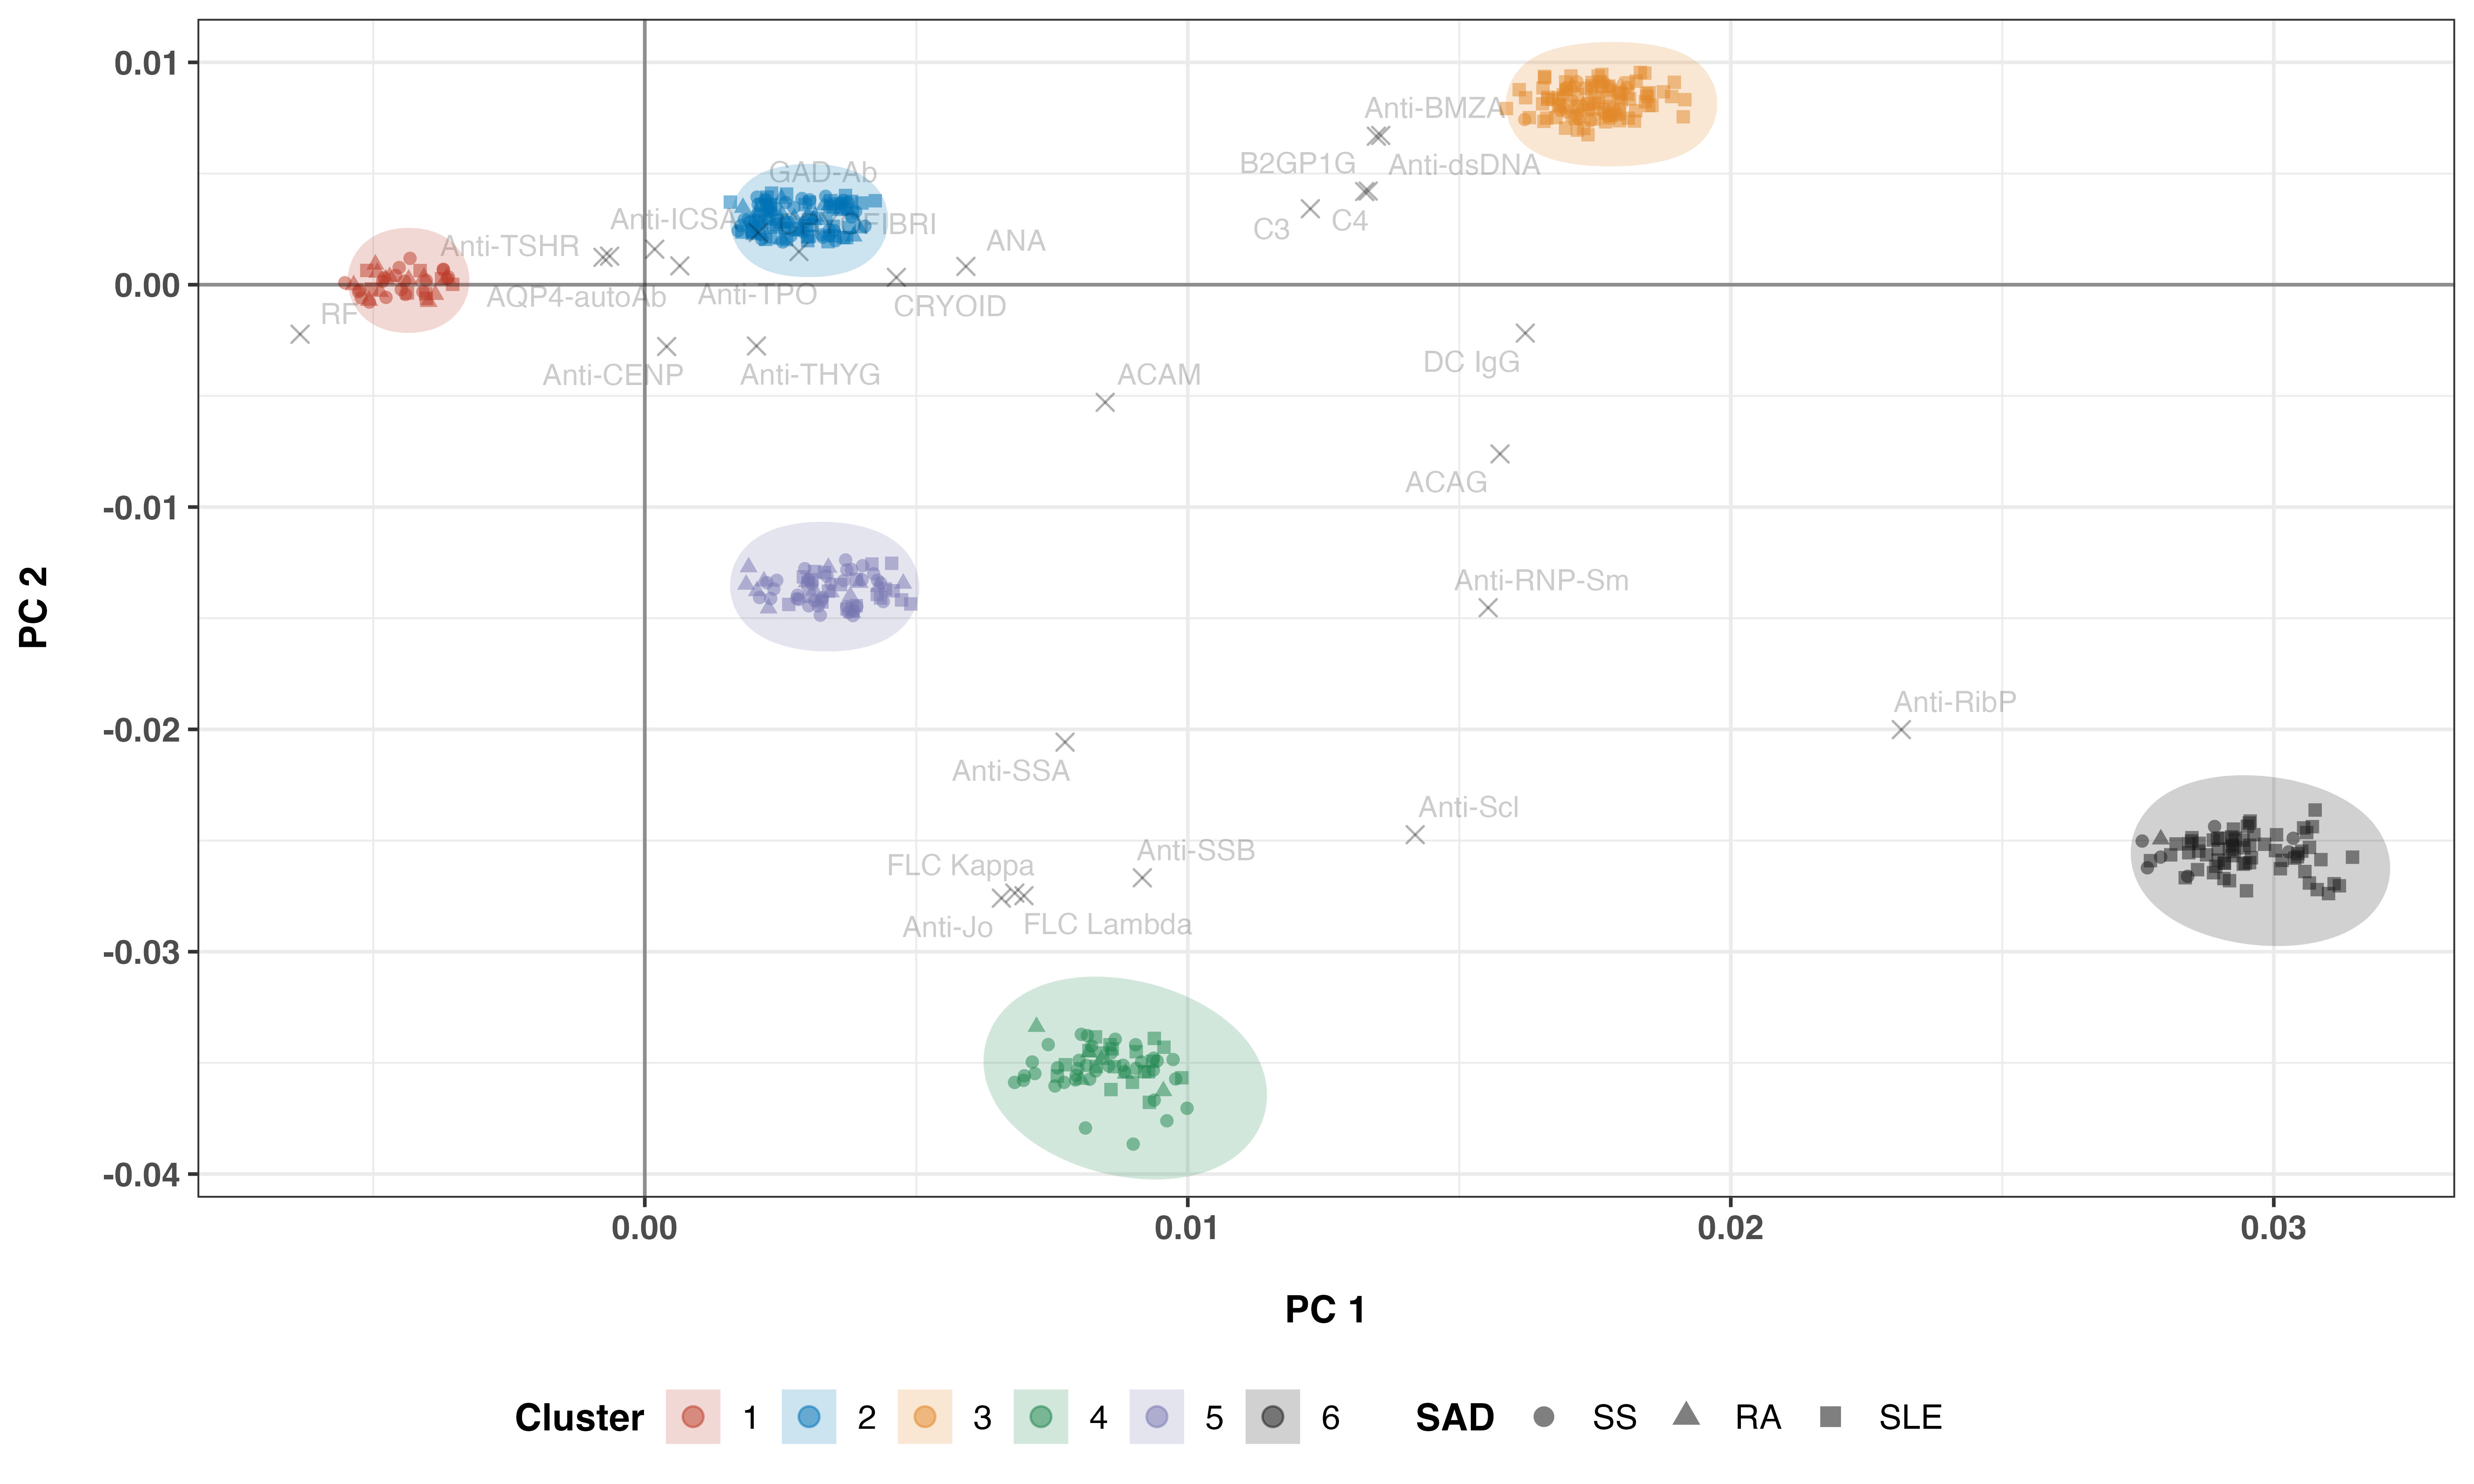 0.01
Anti-BMZA
GAD-Ab
B2GP1G
Anti-dsDNA
Anti-ICSA
FIBRI
C3
C4
Anti-TSHR
ANA
0.00
AQP4-autoAb
Anti-TPO
CRYOID
RF
DC IgG
Anti-CENP
Anti-THYG
ACAM
ACAG
-0.01
Anti-RNP-Sm
PC 2
Anti-RibP
-0.02
Anti-SSA
Anti-Scl
Anti-SSB
FLC Kappa
Anti-Jo
FLC Lambda
-0.03
-0.04
0.00 0.01 0.02 0.03
PC 1
Cluster 1 2 3 4 5 6 SAD SS RA SLE